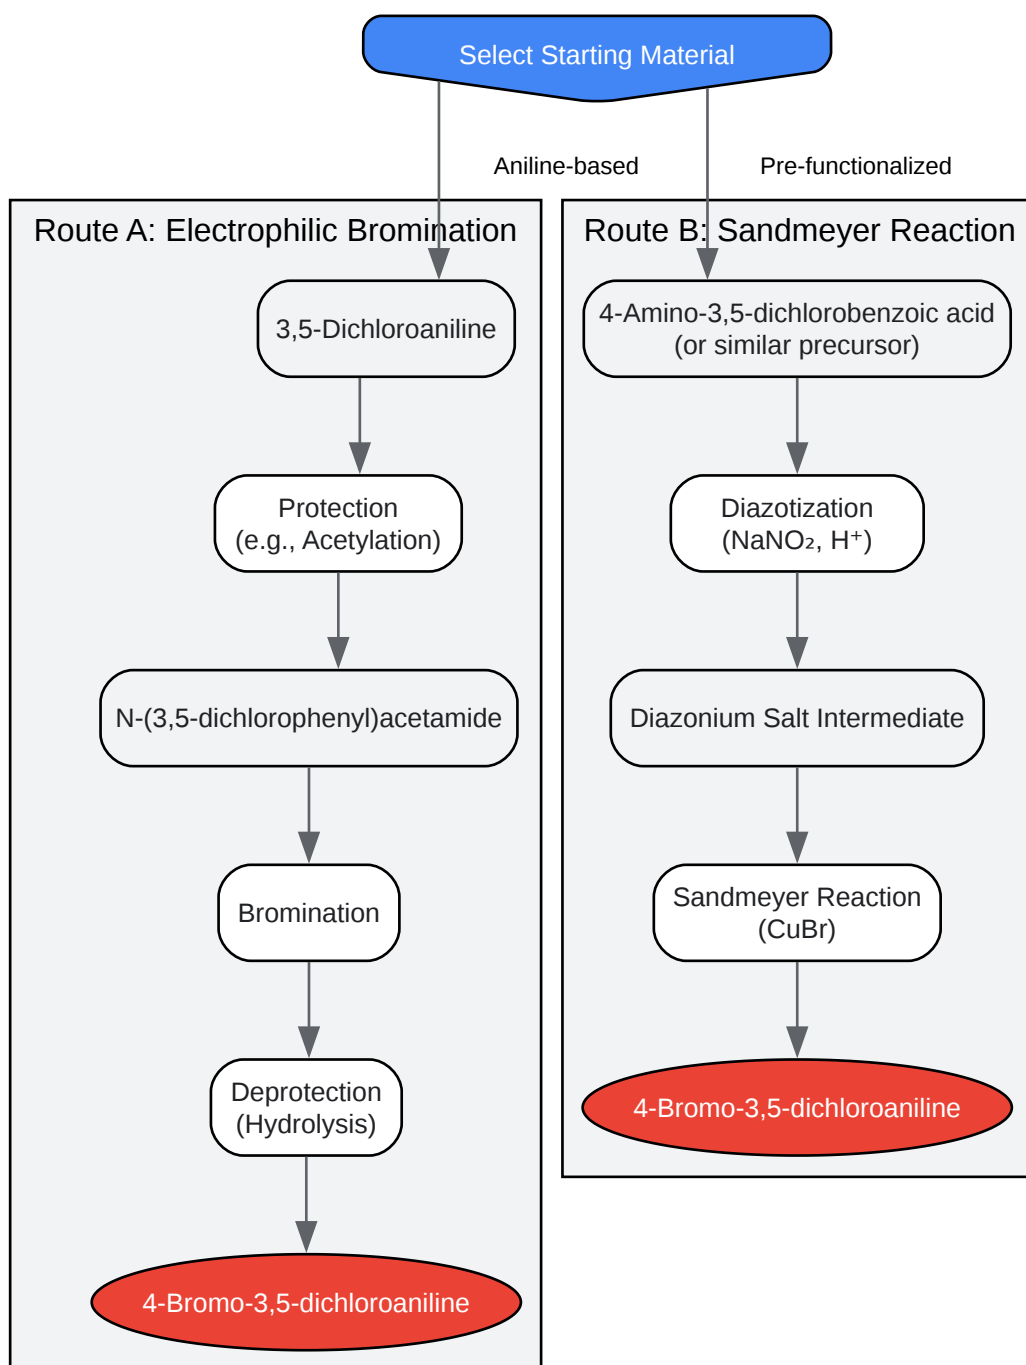 Select Starting Material
Aniline-based
Pre-functionalized
Route A: Electrophilic Bromination
3,5-Dichloroaniline
Protection
(e.g., Acetylation)
N-(3,5-dichlorophenyl)acetamide
Bromination
Deprotection
(Hydrolysis)
4-Bromo-3,5-dichloroaniline
Route B: Sandmeyer Reaction
4-Amino-3,5-dichlorobenzoic acid
(or similar precursor)
Diazotization
(NaNO₂, H⁺)
Diazonium Salt Intermediate
Sandmeyer Reaction
(CuBr)
4-Bromo-3,5-dichloroaniline